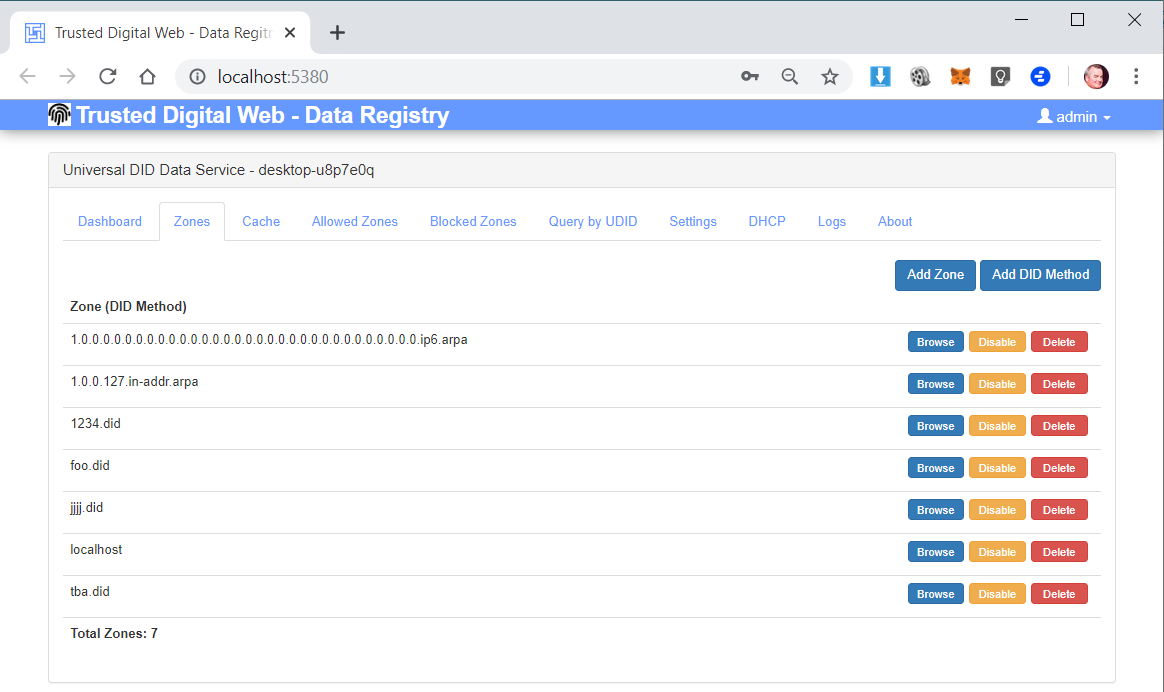 Trusted Digital Web - Data Regitr
localhost:5380
Trusted Digital Web - Data Registry
admin
Universal DID Data Service - desktop-u8p7e0q
Dashboard Zones Cache Allowed Zones Blocked Zones Query by UDID Settings DHCP Logs About
Add Zone Add DID Method
Zone (DID Method)
1.0.0.0.0.0.0.0.0.0.0.0.0.0.0.0.0.0.0.0.0.0.0.0.0.0.0.0.0.0.0.0.ip6.arpa Browse Disable Delete
1.0.0.127.in-addr.arpa Browse Disable Delete
1234.did Browse Disable Delete
foo.did Browse Disable Delete
jjjj.did Browse Disable Delete
localhost Browse Disable Delete
tba.did Browse Disable Delete
Total Zones: 7